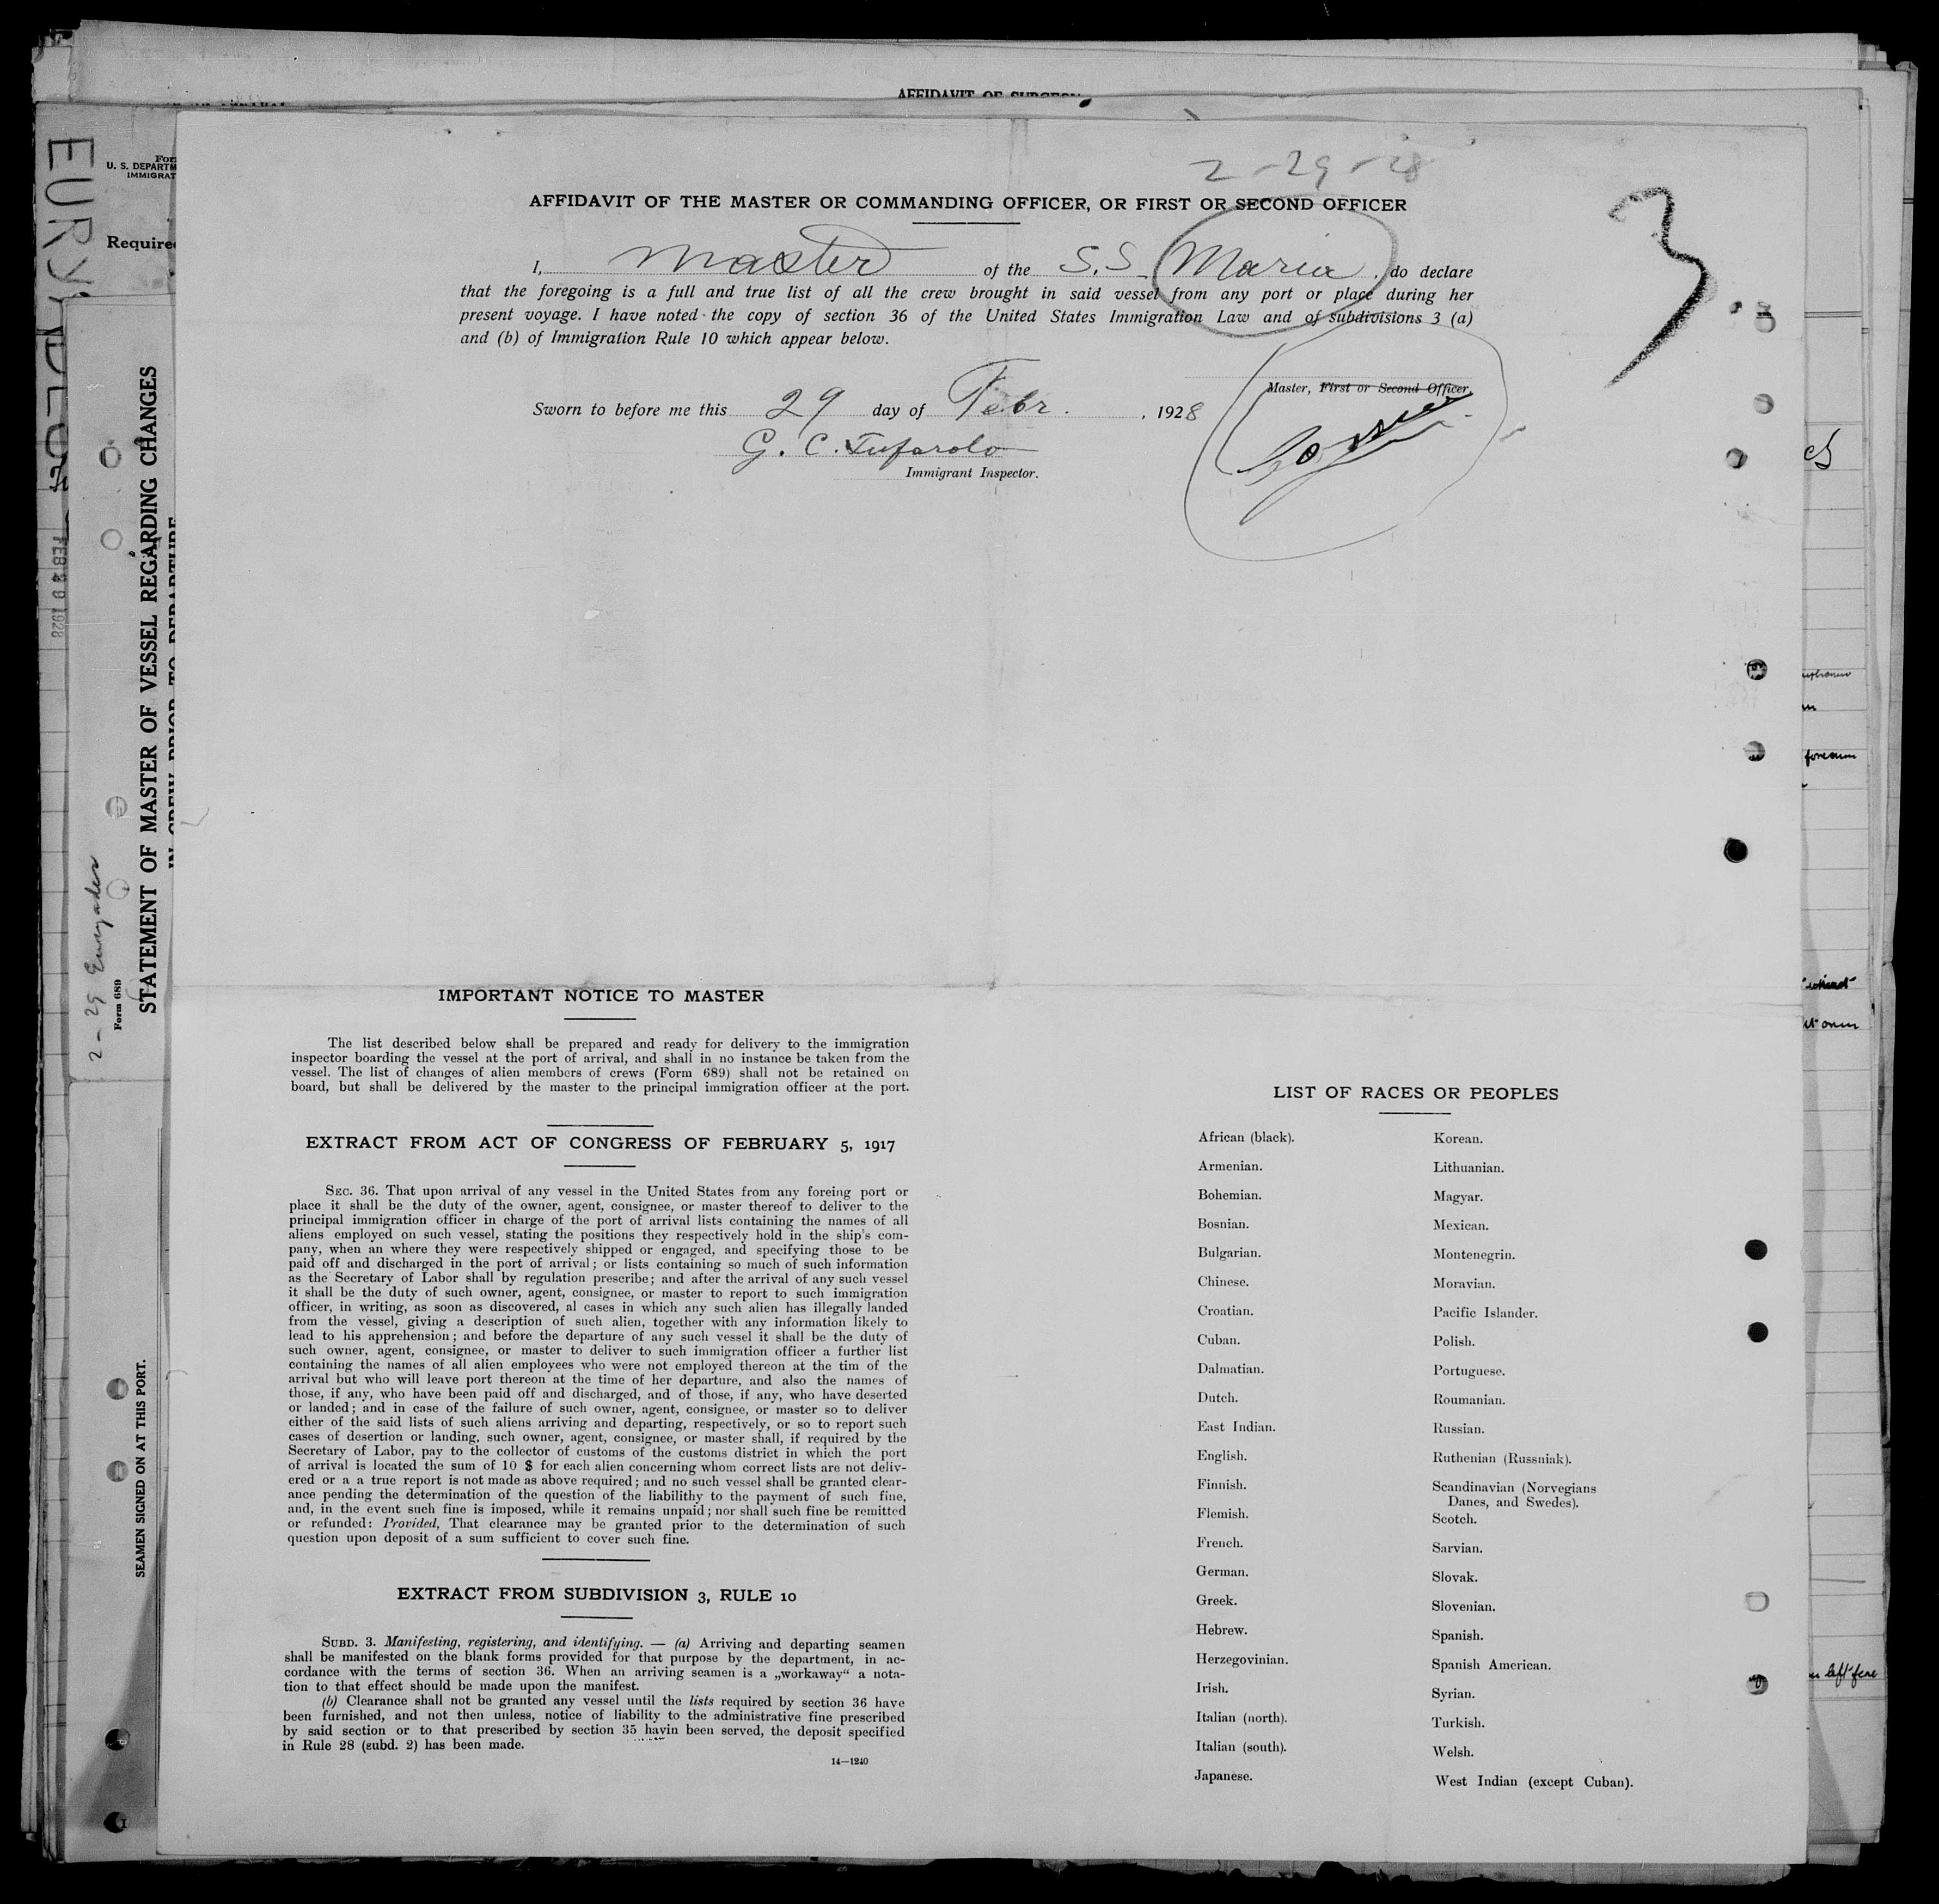 AFFIDAVIT OF SURGEON
2-29-28
AFFIDAVIT OF THE MASTER OR COMMANDING OFFICER, OR FIRST OR SECOND OFFICER
3
I, Master of the S.S. Maria, do declare
that the foregoing is a full and true list of all the crew brought in said vessel from any port or place during her
present voyage. I have noted the copy of section 36 of the United States Immigration Law and of subdivisions 3 (a)
and (b) of Immigration Rule 10 which appear below.
Master, First or Second Officer.
Sworn to before me this 29 day of Febr. , 1928
G. C.
Immigrant Inspector.
IMPORTANT NOTICE TO MASTER
The list described below shall be prepared and ready for delivery to the immigration
inspector boarding the vessel at the port of arrival, and shall in no instance be taken from the
vessel. The list of changes of alien members of crews (Form 689) shall not be retained on
board, but shall be delivered by the master to the principal immigration officer at the port.
EXTRACT FROM ACT OF CONGRESS OF FEBRUARY 5, 1917
SEC. 36. That upon arrival of any vessel in the United States from any foreing port or
place it shall be the duty of the owner, agent, consignee, or master thereof to deliver to the
principal immigration officer in charge of the port of arrival lists containing the names of all
aliens employed on such vessel, stating the positions they respectively hold in the ship's com-
pany, when an where they were respectively shipped or engaged, and specifying those to be
paid off and discharged in the port of arrival; or lists containing so much of such information
as the Secretary of Labor shall by regulation prescribe; and after the arrival of any such vessel
it shall be the duty of such owner, agent, consignee, or master to report to such immigration
officer, in writing, as soon as discovered, al cases in which any such alien has illegally landed
from the vessel, giving a description of such alien, together with any information likely to
lead to his apprehension; and before the departure of any such vessel it shall be the duty of
such owner, agent, consignee, or master to deliver to such immigration officer a further list
containing the names of all alien employees who were not employed thereon at the tim of the
arrival but who will leave port thereon at the time of her departure, and also the names of
those, if any, who have been paid off and discharged, and of those, if any, who have deserted
or landed; and in case of the failure of such owner, agent, consignee, or master so to deliver
either of the said lists of such aliens arriving and departing, respectively, or so to report such
cases of desertion or landing, such owner, agent, consignee, or master shall, if required by the
Secretary of Labor, pay to the collector of customs of the customs district in which the port
of arrival is located the sum of 10 $ for each alien concerning whom correct lists are not deliv-
ered or a a true report is not made as above required; and no such vessel shall be granted clear-
ance pending the determination of the question of the liabilithy to the payment of such fine,
and, in the event such fine is imposed, while it remains unpaid; nor shall such fine be remitted
or refunded: Provided, That clearance may be granted prior to the determination of such
question upon deposit of a sum sufficient to cover such fine.
EXTRACT FROM SUBDIVISION 3, RULE 10
SUBD. 3. Manifesting, registering, and identifying. — (a) Arriving and departing seamen
shall be manifested on the blank forms provided for that purpose by the department, in ac-
cordance with the terms of section 36. When an arriving seamen is a „workaway“ a nota-
tion to that effect should be made upon the manifest.
(b) Clearance shall not be granted any vessel until the lists required by section 36 have
been furnished, and not then unless, notice of liability to the administrative fine prescribed
by said section or to that prescribed by section 35 havin been served, the deposit specified
in Rule 28 (subd. 2) has been made.
14—1240
LIST OF RACES OR PEOPLES
African (black).
Armenian.
Bohemian.
Bosnian.
Bulgarian.
Chinese.
Croatian.
Cuban.
Dalmatian.
Dutch.
East Indian.
English.
Finnish.
Flemish.
French.
German.
Greek.
Hebrew.
Herzegovinian.
Irish.
Italian (north).
Italian (south).
Japanese.
Korean.
Lithuanian.
Magyar.
Mexican.
Montenegrin.
Moravian.
Pacific Islander.
Polish.
Portuguese.
Roumanian.
Russian.
Ruthenian (Russniak).
Scandinavian (Norvegians
Danes, and Swedes).
Scotch.
Sarvian.
Slovak.
Slovenian.
Spanish.
Spanish American.
Syrian.
Turkish.
Welsh.
West Indian (except Cuban).
U. S. DEPARTM
IMMIGRAT
Require
FEB 29 1928
2-29 Euryades
Form 689
STATEMENT OF MASTER OF VESSEL REGARDING CHANGES
IN CREW PRIOR TO DEPARTURE
SEAMEN SIGNED ON AT THIS PORT.